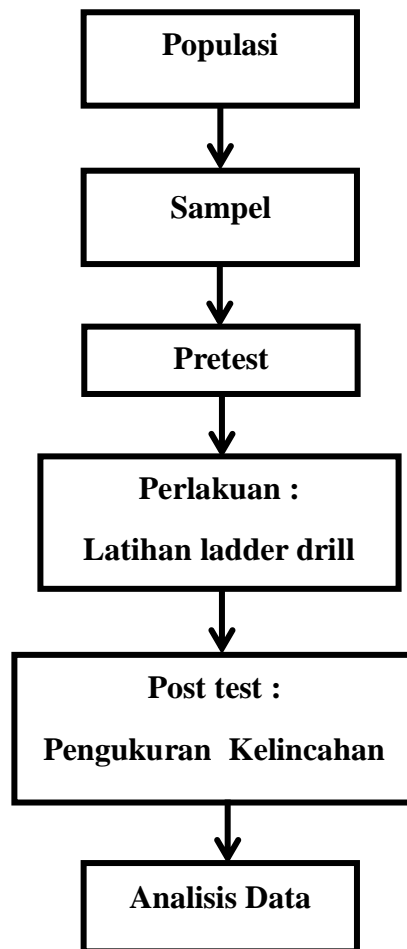 Populasi
Sampel
Pretest
Perlakuan :
Latihan ladder drill
Post test :
Pengukuran Kelincahan
Analisis Data